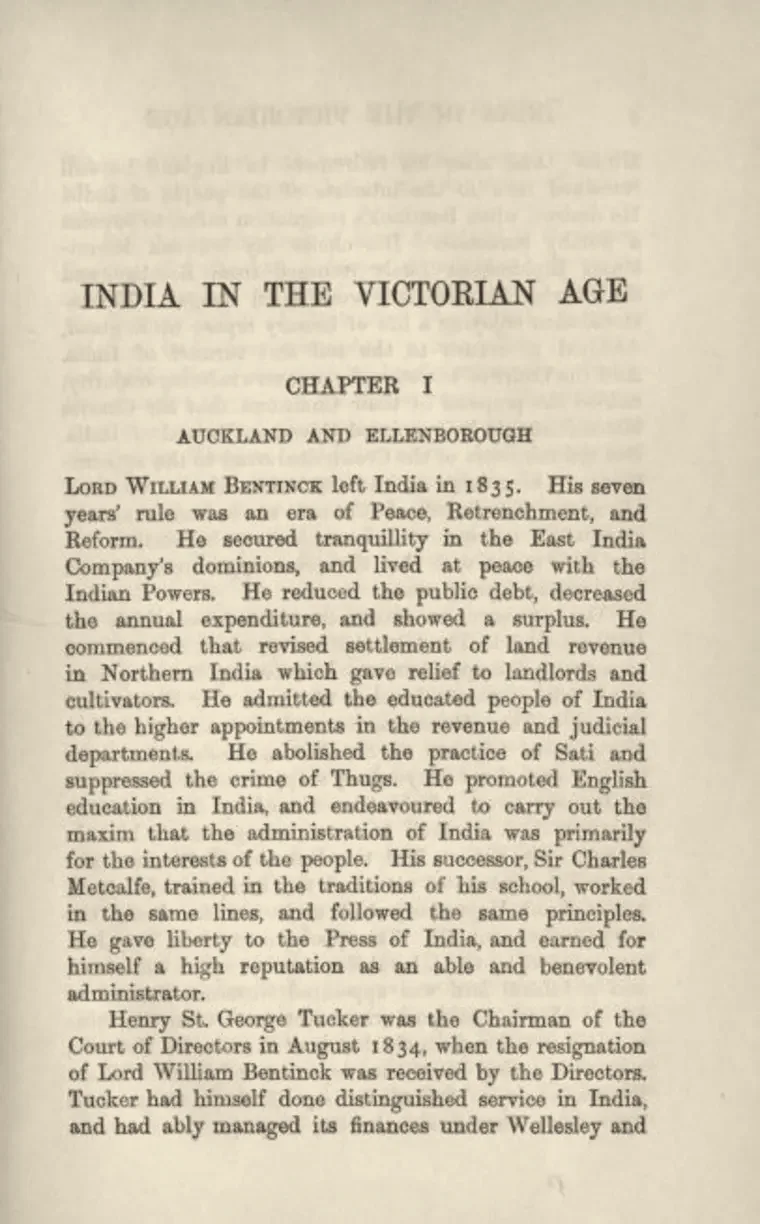 INDIA IN THE VICTORIAN AGE
CHAPTER I
AUCKLAND AND ELLENBOROUGH
LORD WILLIAM BENTINCK left India in 1835. His seven
years' rule was an era of Peace, Retrenchment, and
Reform. He secured tranquillity in the East India
Company's dominions, and lived at peace with the
Indian Powers. He reduced the public debt, decreased
the annual expenditure, and showed a surplus. He
commenced that revised settlement of land revenue
in Northern India which gave relief to landlords and
cultivators. He admitted the educated people of India
to the higher appointments in the revenue and judicial
departments. He abolished the practice of Sati and
suppressed the crime of Thugs. He promoted English
education in India, and endeavoured to carry out the
maxim that the administration of India was primarily
for the interests of the people. His successor, Sir Charles
Metcalfe, trained in the traditions of his school, worked
in the same lines, and followed the same principles.
He gave liberty to the Press of India, and earned for
himself a high reputation as an able and benevolent
administrator.
Henry St. George Tucker was the Chairman of the
Court of Directors in August 1834, when the resignation
of Lord William Bentinck was received by the Directors.
Tucker had himself done distinguished service in India,
and had ably managed its finances under Wellesley and